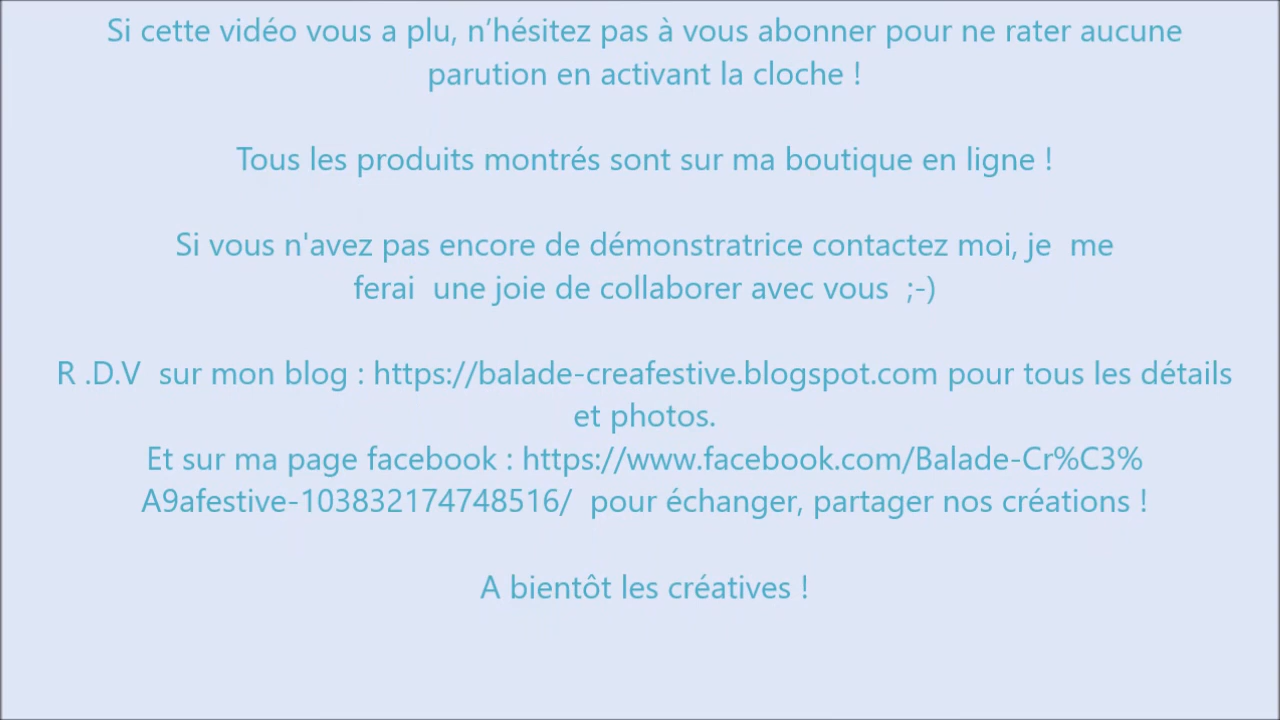 Si cette vidéo vous a plu, n’hésitez pas à vous abonner pour ne rater aucune
parution en activant la cloche !
Tous les produits montrés sont sur ma boutique en ligne !
Si vous n'avez pas encore de démonstratrice contactez moi, je  me
ferai  une joie de collaborer avec vous  ;-)
R .D.V  sur mon blog : https://balade-creafestive.blogspot.com pour tous les détails
et photos.
Et sur ma page facebook : https://www.facebook.com/Balade-Cr%C3%
A9afestive-103832174748516/  pour échanger, partager nos créations !
A bientôt les créatives !